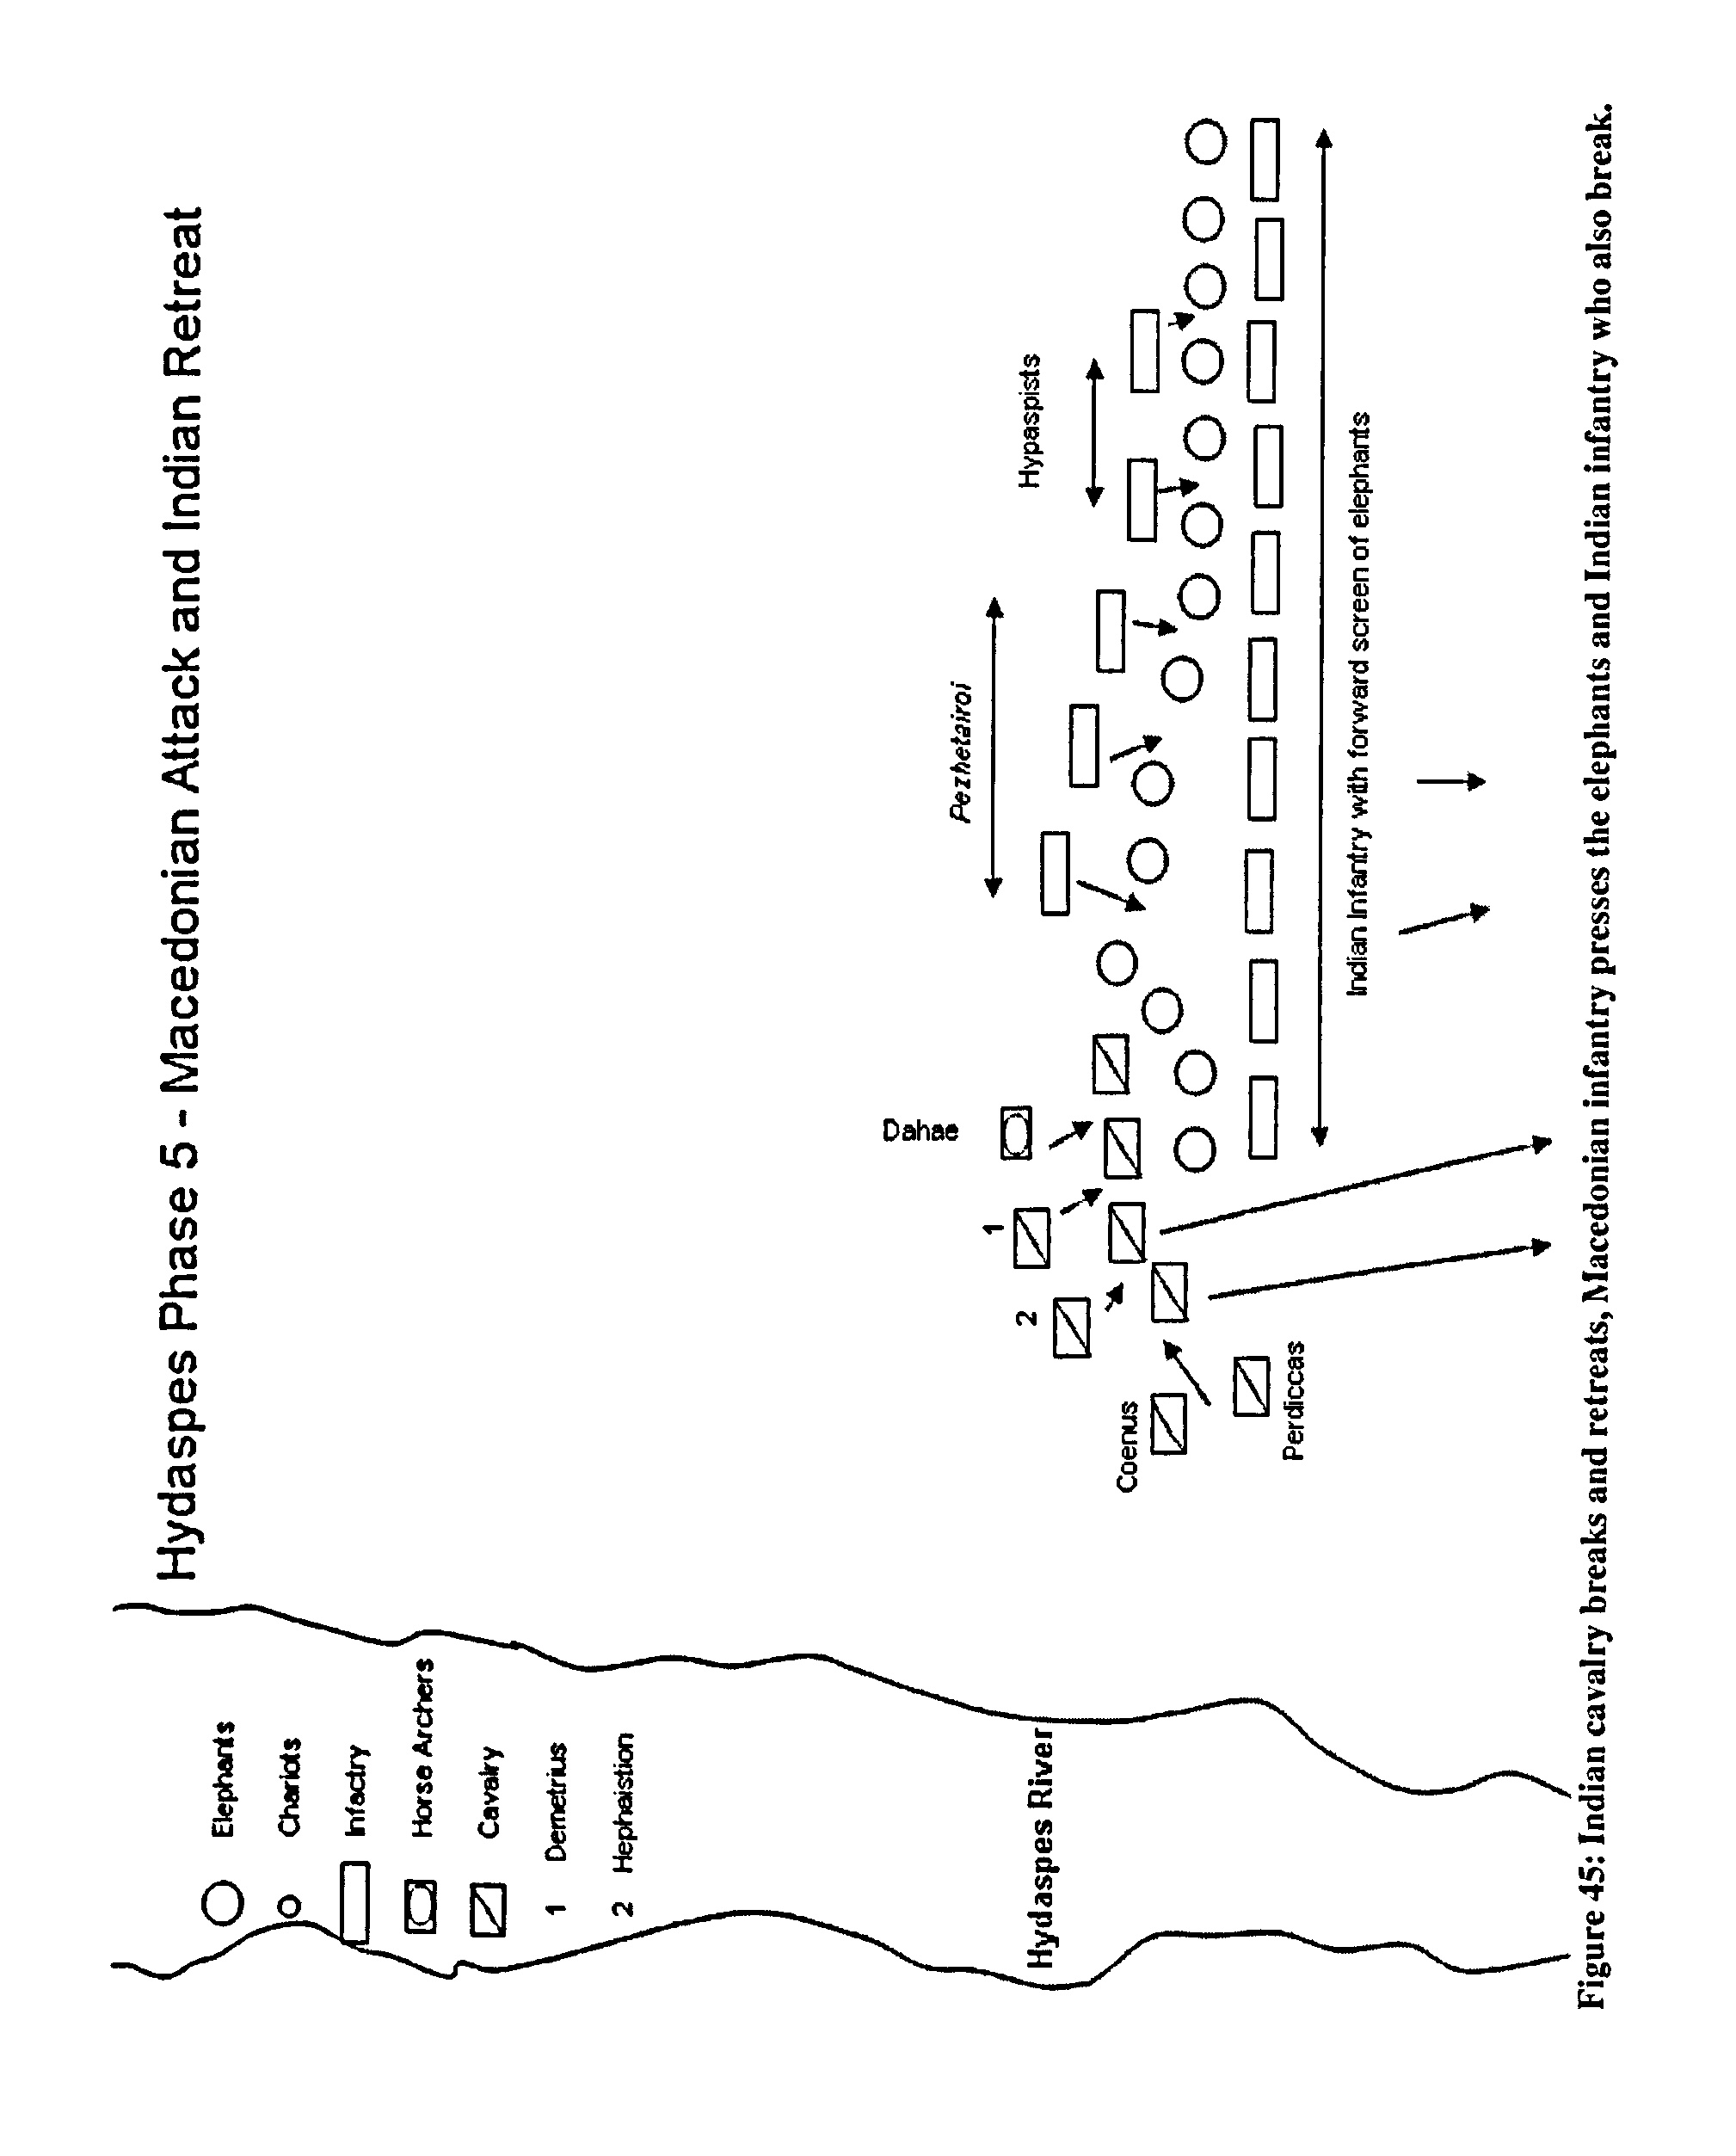 Hydaspes Phase 5 - Macedonian Attack and Indian Retreat
Elephants
Chariots
Infactry
Horse Archers
Cavalry
1 Demetrius
2 Hephaistion
Hydaspes River
Dahae
1
2
Coenus
Perdiccas
Pezhetairoi
Hypaspists
Indian Infantry with forward screen of elephants
Figure 45: Indian cavalry breaks and retreats, Macedonian infantry presses the elephants and Indian infantry who also break.